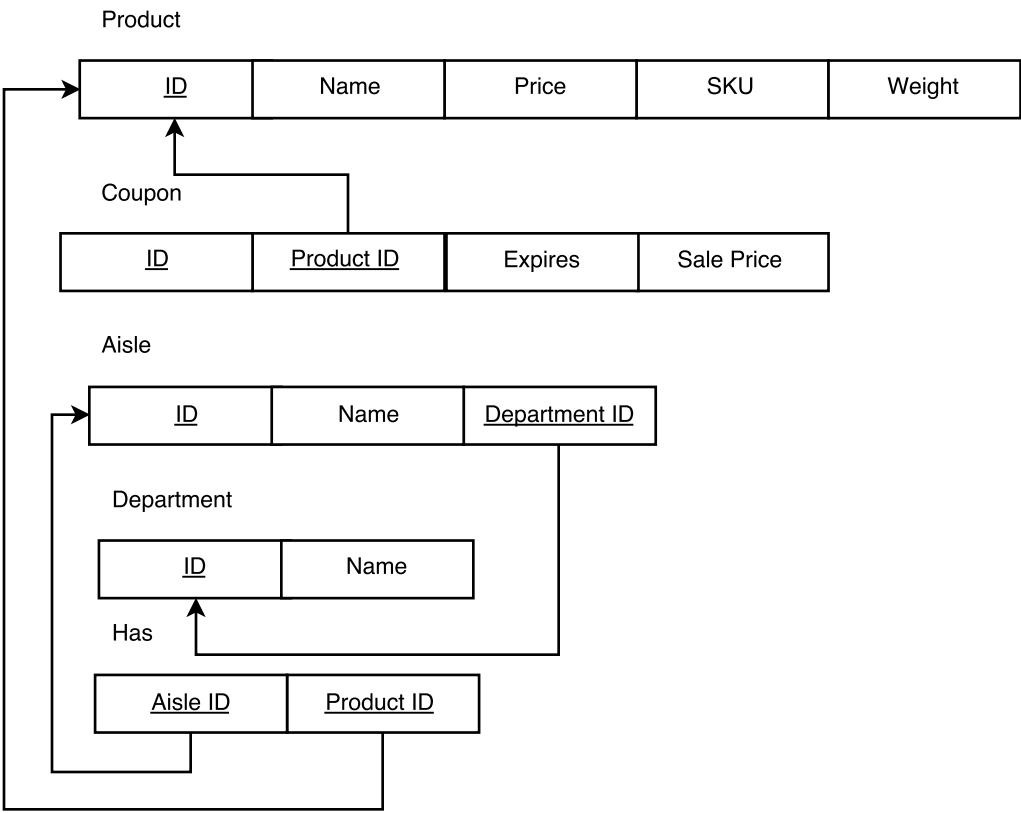 Product
ID Name Price SKU Weight
Coupon
ID Product ID Expires Sale Price
Aisle
ID Name Department ID
Department
ID Name
Has
Aisle ID Product ID